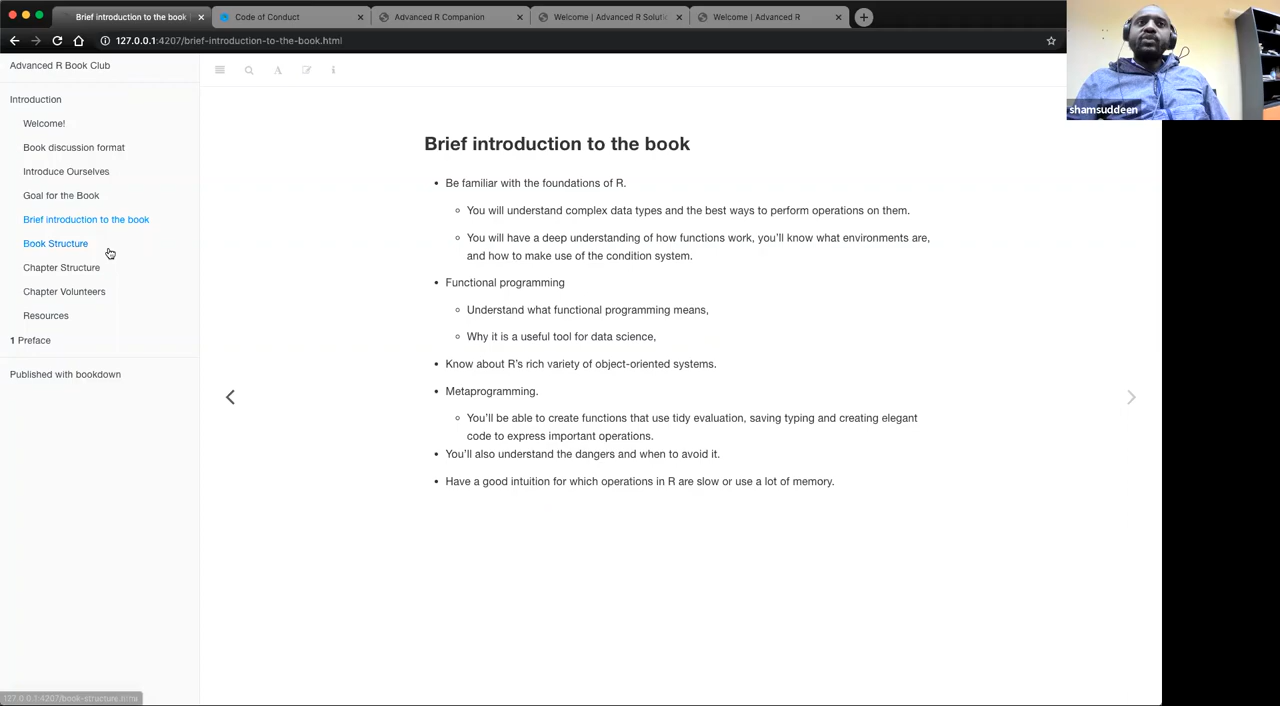 Brief introduction to the book
Code of Conduct
Advanced R Companion
Welcome | Advanced R Solutic
Welcome | Advanced R
127.0.0.1:4207/brief-introduction-to-the-book.html
shamsuddeen
Advanced R Book Club
Introduction
Welcome!
Book discussion format
Introduce Ourselves
Goal for the Book
Brief introduction to the book
Book Structure
Chapter Structure
Chapter Volunteers
Resources
1 Preface
Published with bookdown
Brief introduction to the book
• Be familiar with the foundations of R.
◦ You will understand complex data types and the best ways to perform operations on them.
◦ You will have a deep understanding of how functions work, you'll know what environments are,
and how to make use of the condition system.
• Functional programming
◦ Understand what functional programming means,
◦ Why it is a useful tool for data science,
• Know about R's rich variety of object-oriented systems.
• Metaprogramming.
◦ You'll be able to create functions that use tidy evaluation, saving typing and creating elegant
code to express important operations.
• You'll also understand the dangers and when to avoid it.
• Have a good intuition for which operations in R are slow or use a lot of memory.
127.0.0.1:4207/book-structure.html